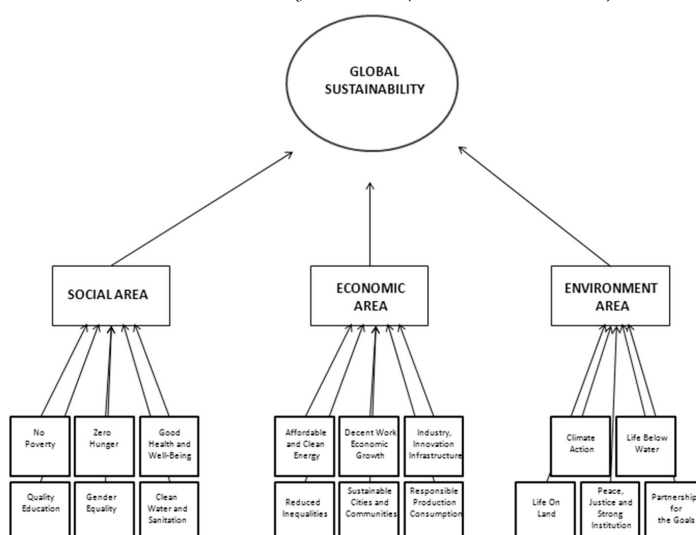 GLOBAL
SUSTAINABILITY
SOCIAL AREA
ECONOMIC
AREA
ENVIRONMENT
AREA
No
Poverty
Zero
Hunger
Good
Health and
Well-Being
Affordable
and Clean
Energy
Decent Work
Economic
Growth
Industry,
Innovation
Infrastructure
Climate
Action
Life Below
Water
Quality
Education
Gender
Equality
Clean
Water and
Sanitation
Reduced
Inequalities
Sustainable
Cities and
Communities
Responsible
Production
Consumption
Life On
Land
Peace,
Justice and
Strong
Institution
Partnership
for
the Goals